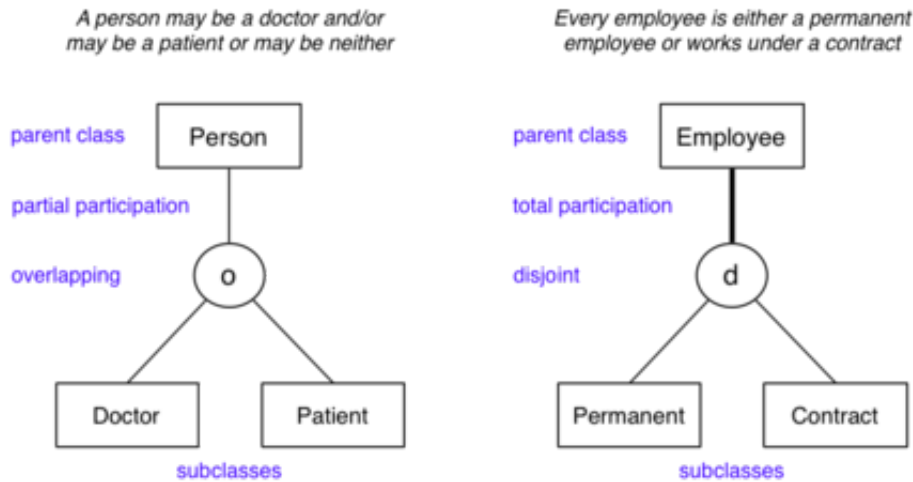 A person may be a doctor and/or
may be a patient or may be neither
parent class
Person
partial participation
overlapping
o
Doctor
Patient
subclasses
Every employee is either a permanent
employee or works under a contract
parent class
Employee
total participation
disjoint
d
Permanent
Contract
subclasses